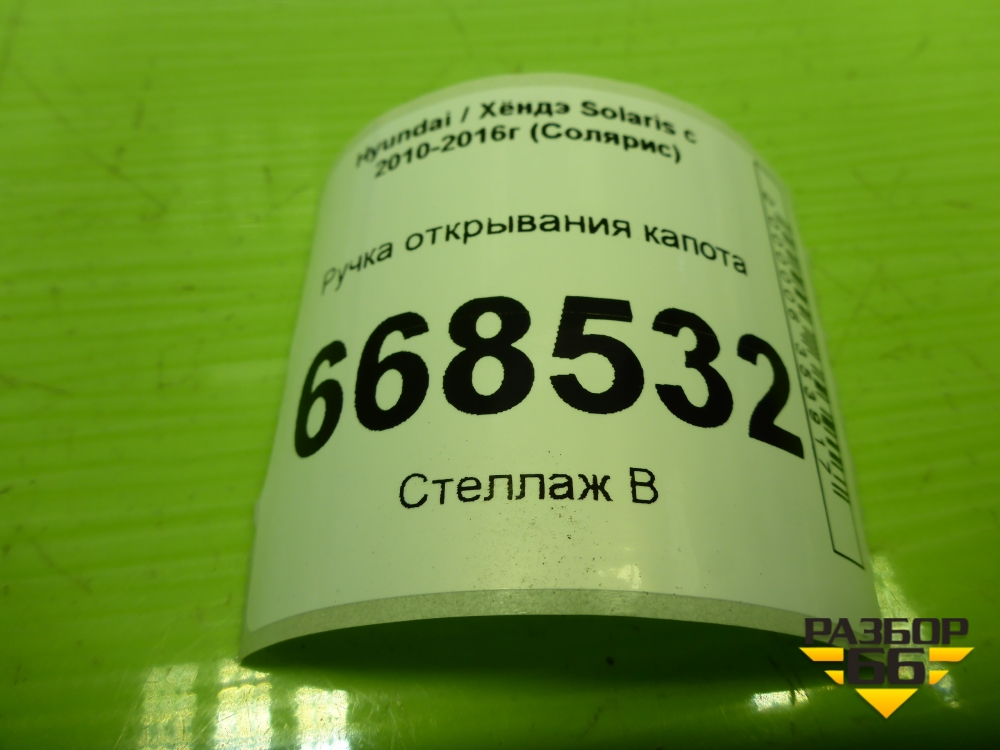 Hyundai / Хёндэ Solaris с
2010-2016г (Солярис)
Ручка открывания капота
668532
Стеллаж В
РАЗБОР
66